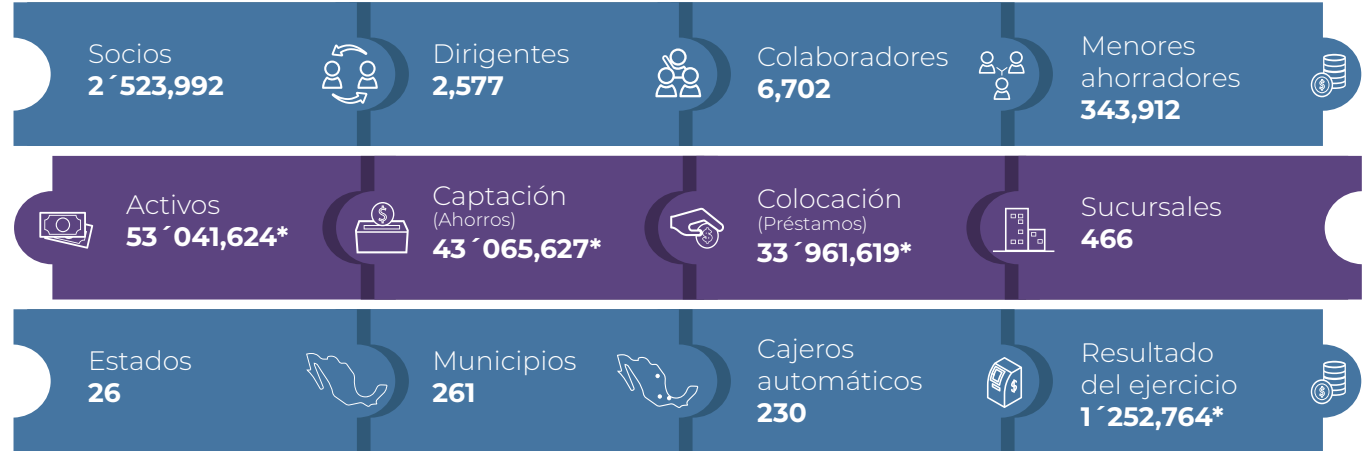 Socios
2´523,992
Dirigentes
2,577
Colaboradores
6,702
Menores
ahorradores
343,912
Activos
53´041,624*
Captación
(Ahorros)
43´065,627*
Colocación
(Préstamos)
33´961,619*
Sucursales
466
Estados
26
Municipios
261
Cajeros
automáticos
230
Resultado
del ejercicio
1´252,764*